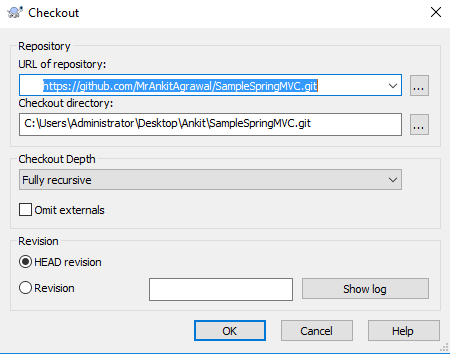 Checkout
Repository
URL of repository:
https://github.com/MrAnkitAgrawal/SampleSpringMVC.git
...
Checkout directory:
C:\Users\Administrator\Desktop\Ankit\SampleSpringMVC.git
...
Checkout Depth
Fully recursive
Omit externals
Revision
HEAD revision
Revision
Show log
OK
Cancel
Help